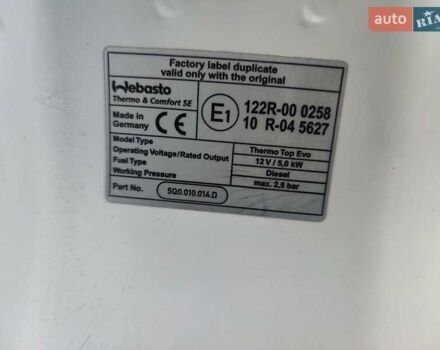 auto RIA
Factory label duplicate
valid only with the original
Webasto
Thermo & Comfort SE
Made in
Germany
CE
E1
122R-00 0258
10 R-04 5627
Model Type Thermo Top Evo
Operating Voltage/Rated Output 12 V / 5,0 kW
Fuel Type Diesel
Working Pressure max. 2,5 bar
Part No. 5Q0.010.014.D